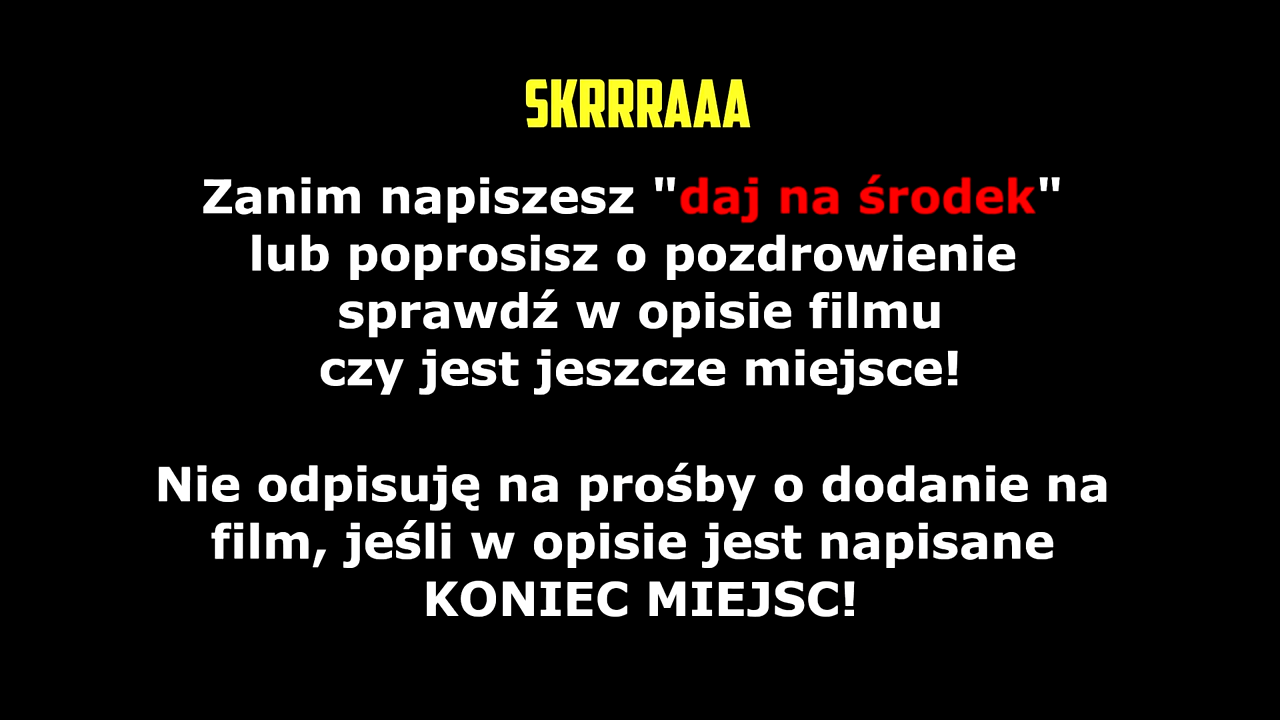 SKRRRAAA
Zanim napiszesz "daj na środek"
lub poprosisz o pozdrowienie
sprawdź w opisie filmu
czy jest jeszcze miejsce!
Nie odpisuję na prośby o dodanie na
film, jeśli w opisie jest napisane
KONIEC MIEJSC!